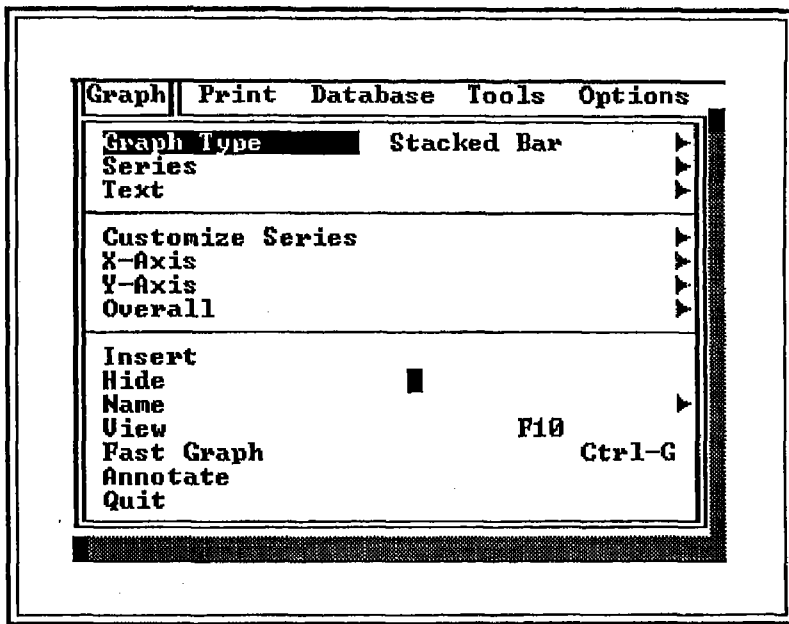 Graph Print Database Tools Options
Graph Type Stacked Bar
Series
Text
Customize Series
X-Axis
Y-Axis
Overall
Insert
Hide
Name
View F10
Fast Graph Ctrl-G
Annotate
Quit